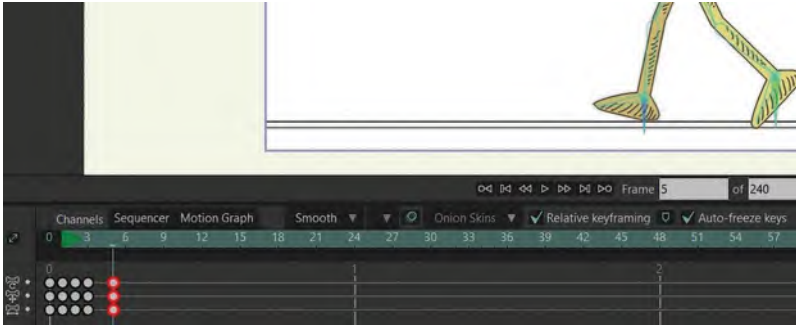 Frame 5 of 240
Channels Sequencer Motion Graph Smooth Onion Skins Relative keyframing Auto-freeze keys
0 3 6 9 12 15 18 21 24 27 30 33 36 39 42 45 48 51 54 57
0 1 2